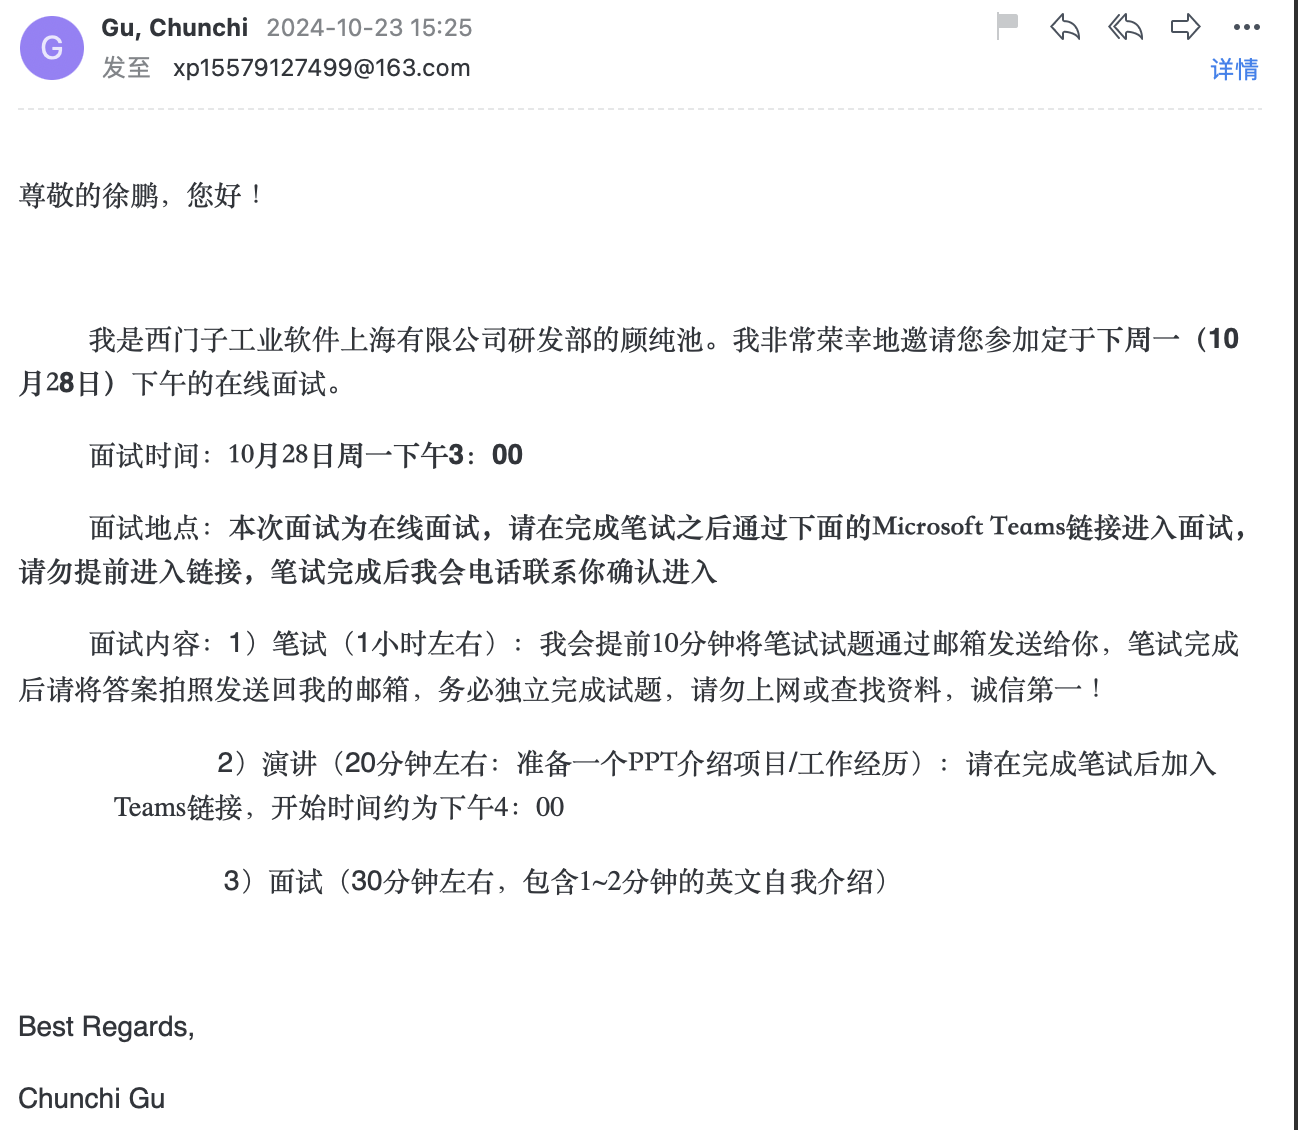 G
Gu, Chunchi 2024-10-23 15:25
发至 xp15579127499@163.com
详情
尊敬的徐鹏，您好！
我是西门子工业软件上海有限公司研发部的顾纯池。我非常荣幸地邀请您参加定于下周一（10
月28日）下午的在线面试。
面试时间：10月28日周一下午3：00
面试地点：本次面试为在线面试，请在完成笔试之后通过下面的Microsoft Teams链接进入面试，
请勿提前进入链接，笔试完成后我会电话联系你确认进入
面试内容：1）笔试（1小时左右）：我会提前10分钟将笔试试题通过邮箱发送给你，笔试完成
后请将答案拍照发送回我的邮箱，务必独立完成试题，请勿上网或查找资料，诚信第一！
2）演讲（20分钟左右：准备一个PPT介绍项目/工作经历）：请在完成笔试后加入
Teams链接，开始时间约为下午4：00
3）面试（30分钟左右，包含1~2分钟的英文自我介绍）
Best Regards,
Chunchi Gu